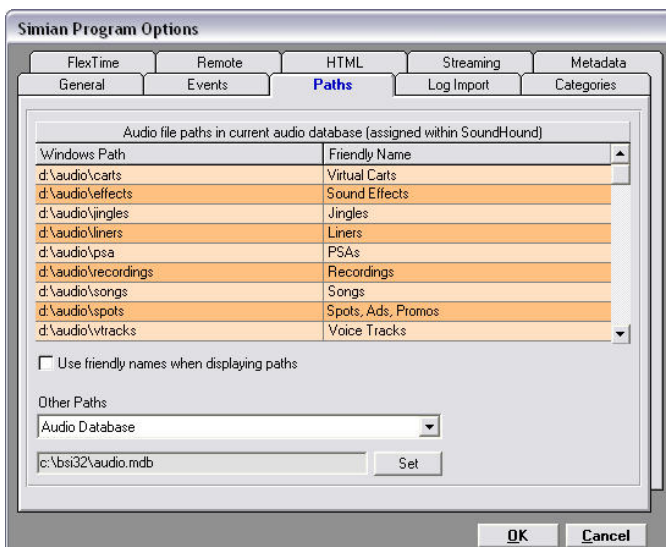 Simian Program Options
FlexTime Remote HTML Streaming Metadata
General Events Paths Log Import Categories
Audio file paths in current audio database (assigned within SoundHound)
Windows Path Friendly Name
d:\audio\carts Virtual Carts
d:\audio\effects Sound Effects
d:\audio\jingles Jingles
d:\audio\liners Liners
d:\audio\psa PSAs
d:\audio\recordings Recordings
d:\audio\songs Songs
d:\audio\spots Spots, Ads, Promos
d:\audio\vtracks Voice Tracks
Use friendly names when displaying paths
Other Paths
Audio Database
c:\bsi32\audio.mdb Set
OK Cancel